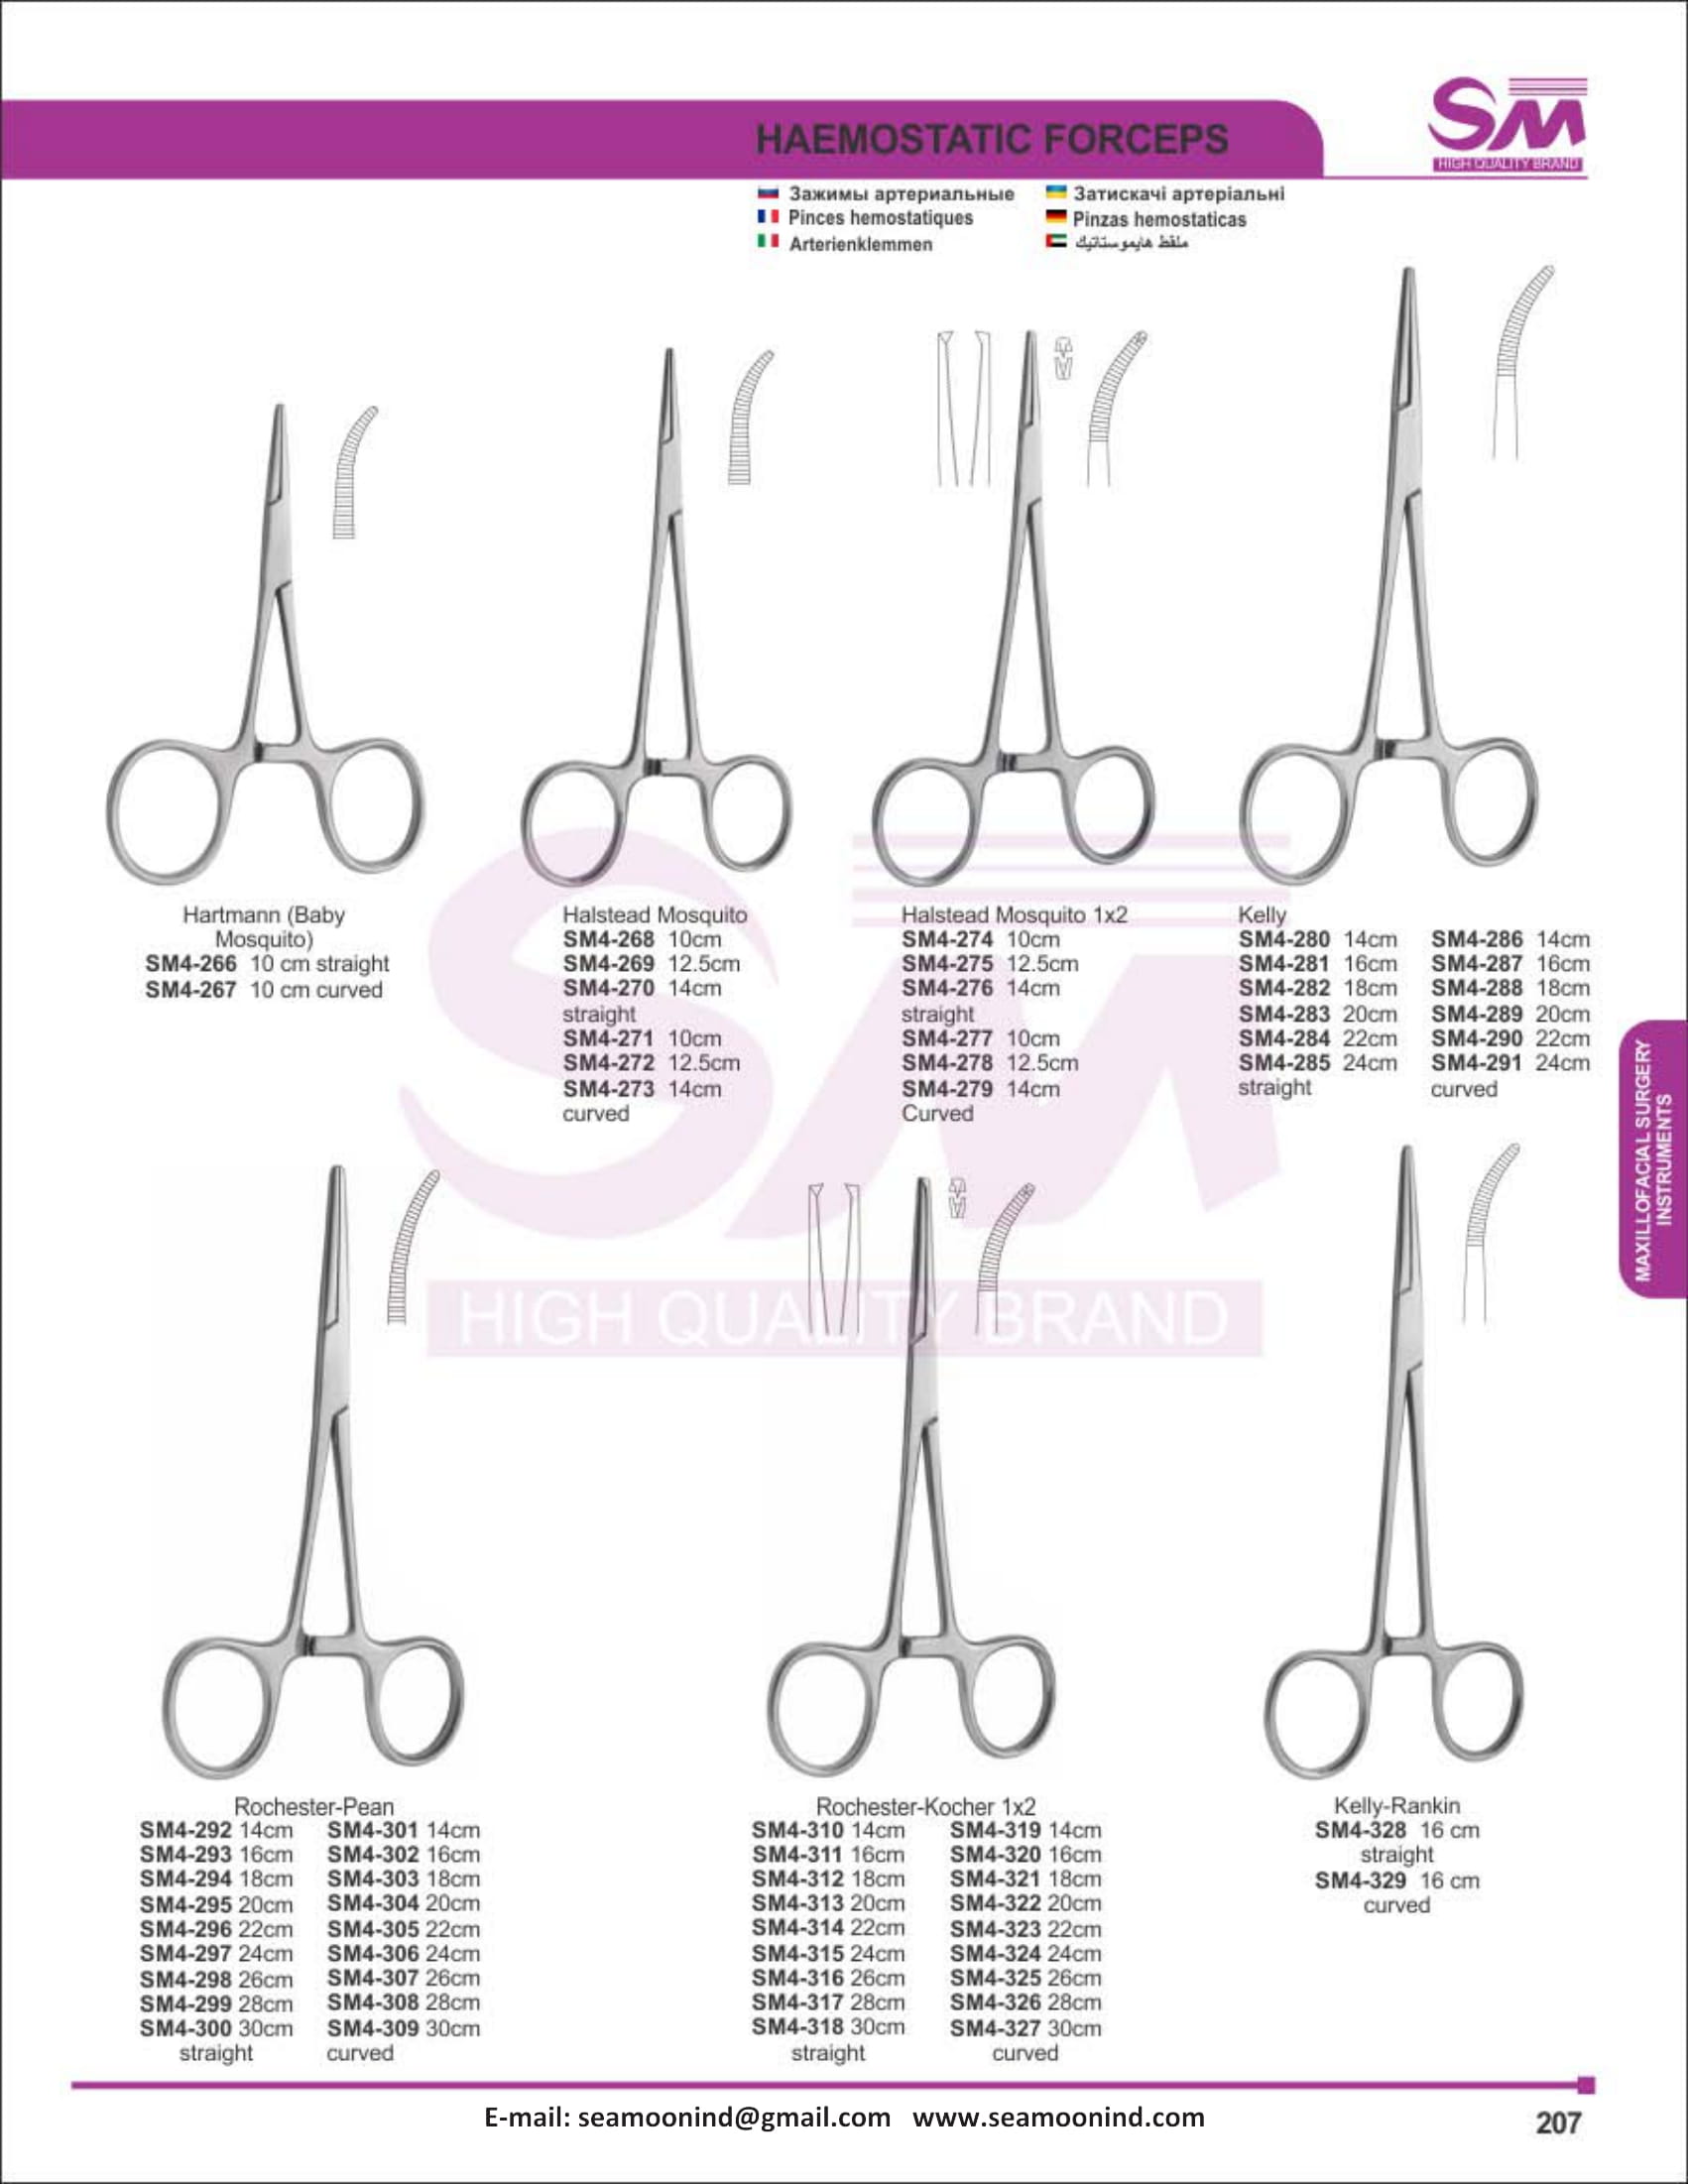 SM
HIGH QUALITY BRAND
HAEMOSTATIC FORCEPS
Зажимы артериальные
Затискачі артеріальні
Pinces hemostatiques
Pinzas hemostaticas
Arterienklemmen
ملقط هايموستاتيك
Hartmann (Baby
Mosquito)
SM4-266 10 cm straight
SM4-267 10 cm curved
Halstead Mosquito
SM4-268 10cm
SM4-269 12.5cm
SM4-270 14cm
straight
SM4-271 10cm
SM4-272 12.5cm
SM4-273 14cm
curved
Halstead Mosquito 1x2
SM4-274 10cm
SM4-275 12.5cm
SM4-276 14cm
straight
SM4-277 10cm
SM4-278 12.5cm
SM4-279 14cm
Curved
Kelly
SM4-280 14cm SM4-286 14cm
SM4-281 16cm SM4-287 16cm
SM4-282 18cm SM4-288 18cm
SM4-283 20cm SM4-289 20cm
SM4-284 22cm SM4-290 22cm
SM4-285 24cm SM4-291 24cm
straight curved
MAXILLOFACIAL SURGERY
INSTRUMENTS
SM
HIGH QUALITY BRAND
Rochester-Pean
SM4-292 14cm SM4-301 14cm
SM4-293 16cm SM4-302 16cm
SM4-294 18cm SM4-303 18cm
SM4-295 20cm SM4-304 20cm
SM4-296 22cm SM4-305 22cm
SM4-297 24cm SM4-306 24cm
SM4-298 26cm SM4-307 26cm
SM4-299 28cm SM4-308 28cm
SM4-300 30cm SM4-309 30cm
straight curved
Rochester-Kocher 1x2
SM4-310 14cm SM4-319 14cm
SM4-311 16cm SM4-320 16cm
SM4-312 18cm SM4-321 18cm
SM4-313 20cm SM4-322 20cm
SM4-314 22cm SM4-323 22cm
SM4-315 24cm SM4-324 24cm
SM4-316 26cm SM4-325 26cm
SM4-317 28cm SM4-326 28cm
SM4-318 30cm SM4-327 30cm
straight curved
Kelly-Rankin
SM4-328 16 cm
straight
SM4-329 16 cm
curved
E-mail: seamoonind@gmail.com www.seamoonind.com
207